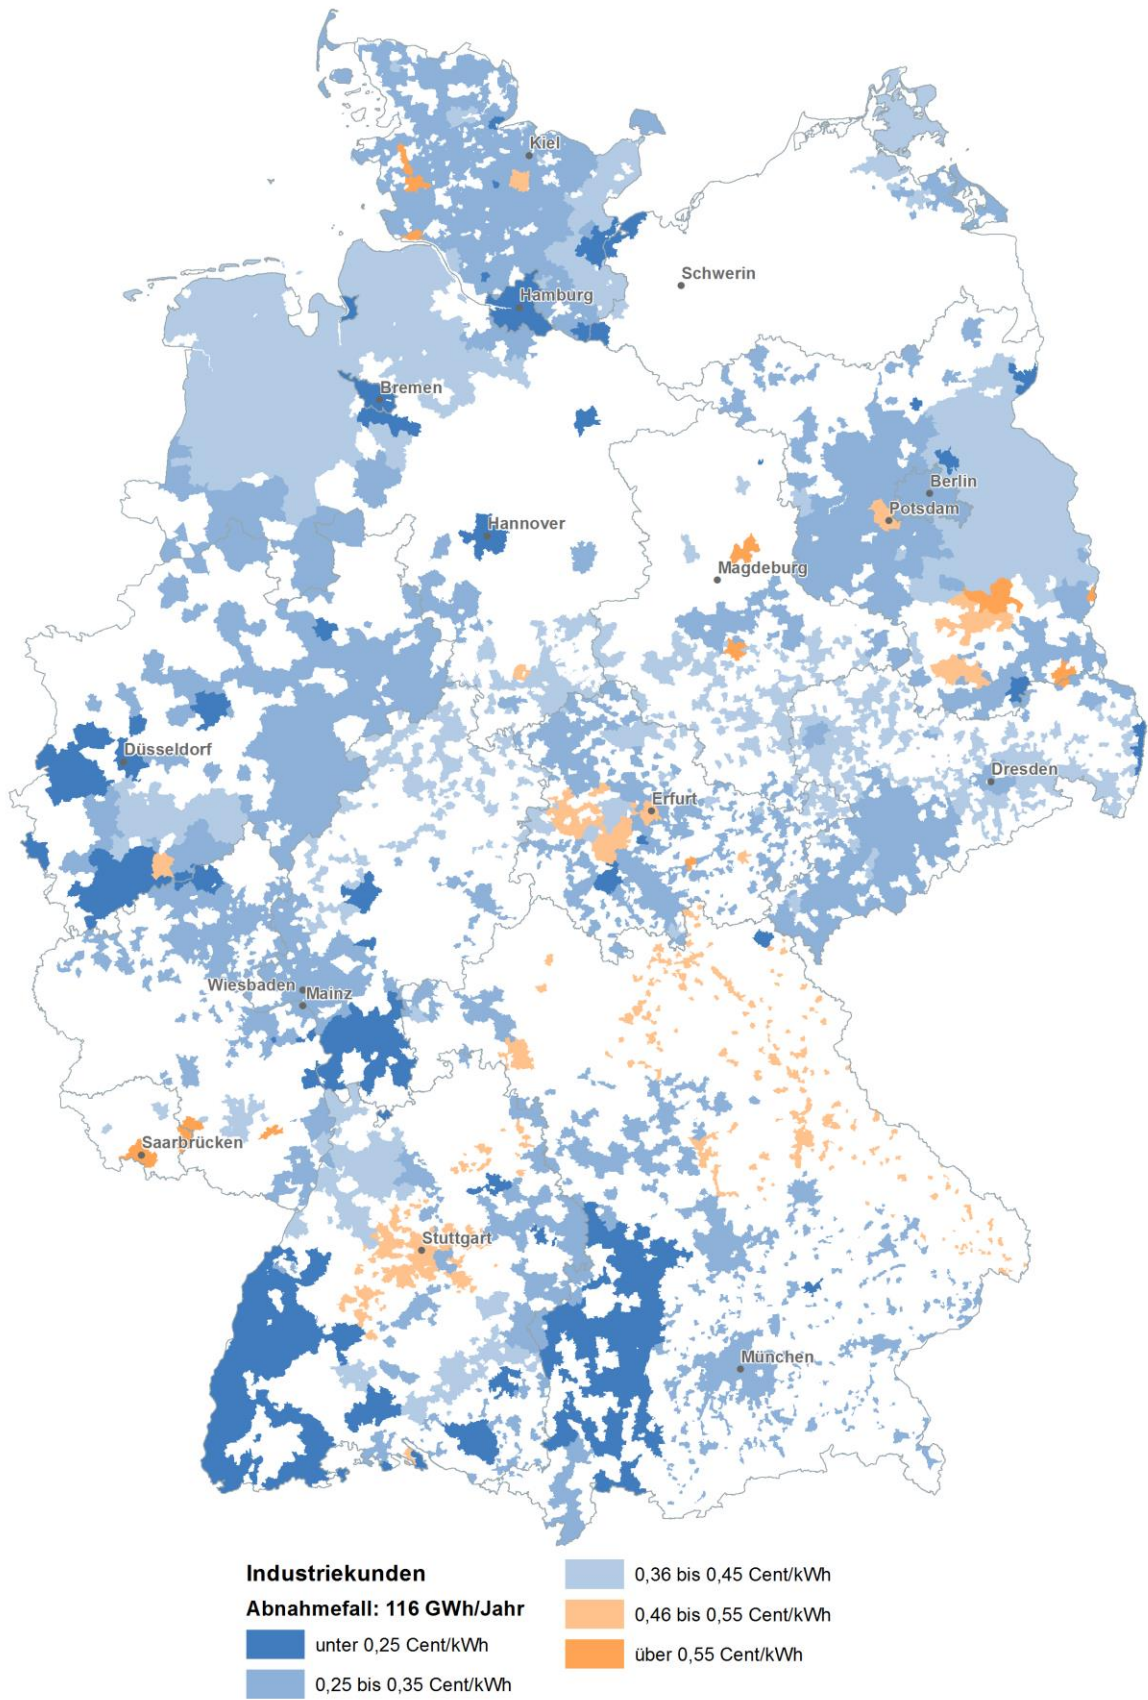 Kiel
Schwerin
Hamburg
Bremen
Berlin
Potsdam
Hannover
Magdeburg
Düsseldorf
Dresden
Erfurt
Wiesbaden
Mainz
Saarbrücken
Stuttgart
München
Industriekunden
Abnahmefall: 116 GWh/Jahr
unter 0,25 Cent/kWh
0,25 bis 0,35 Cent/kWh
0,36 bis 0,45 Cent/kWh
0,46 bis 0,55 Cent/kWh
über 0,55 Cent/kWh